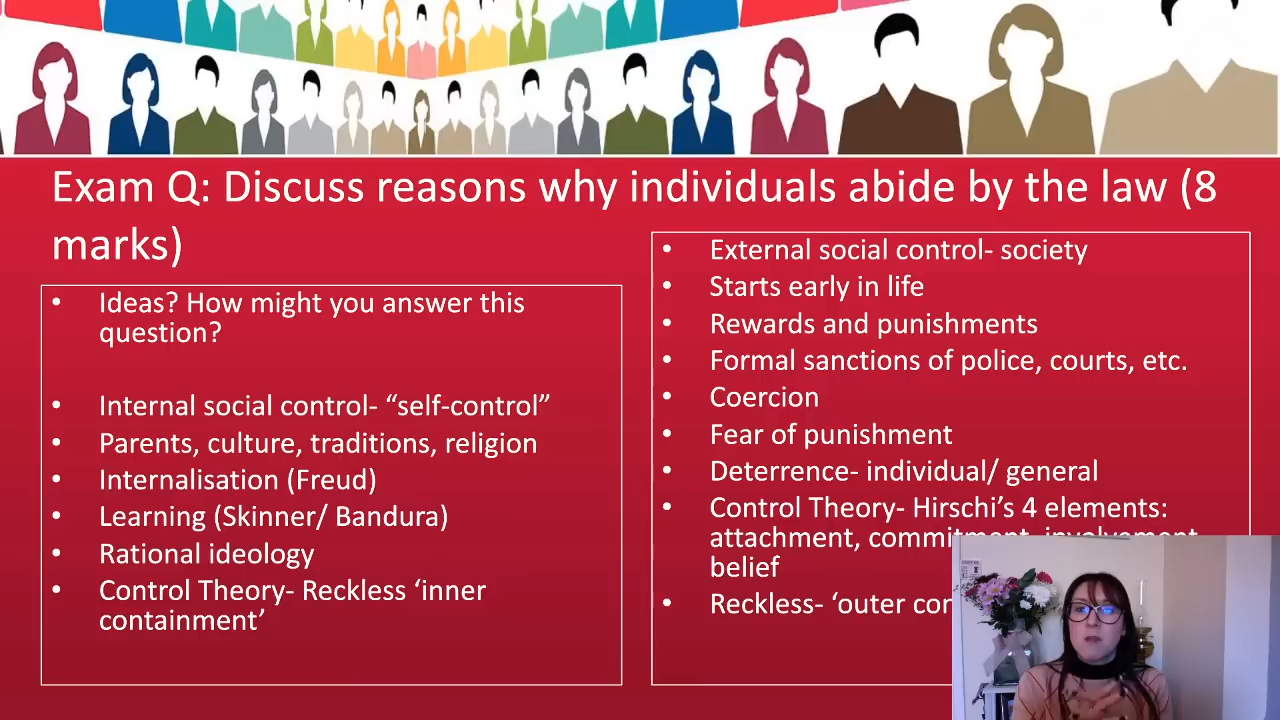 Exam Q: Discuss reasons why individuals abide by the law (8
marks)
• Ideas? How might you answer this
question?
• Internal social control- “self-control”
• Parents, culture, traditions, religion
• Internalisation (Freud)
• Learning (Skinner/ Bandura)
• Rational ideology
• Control Theory- Reckless ‘inner
containment’
• External social control- society
• Starts early in life
• Rewards and punishments
• Formal sanctions of police, courts, etc.
• Coercion
• Fear of punishment
• Deterrence- individual/ general
• Control Theory- Hirschi’s 4 elements:
attachment, commitment, involvement,
belief
• Reckless- ‘outer